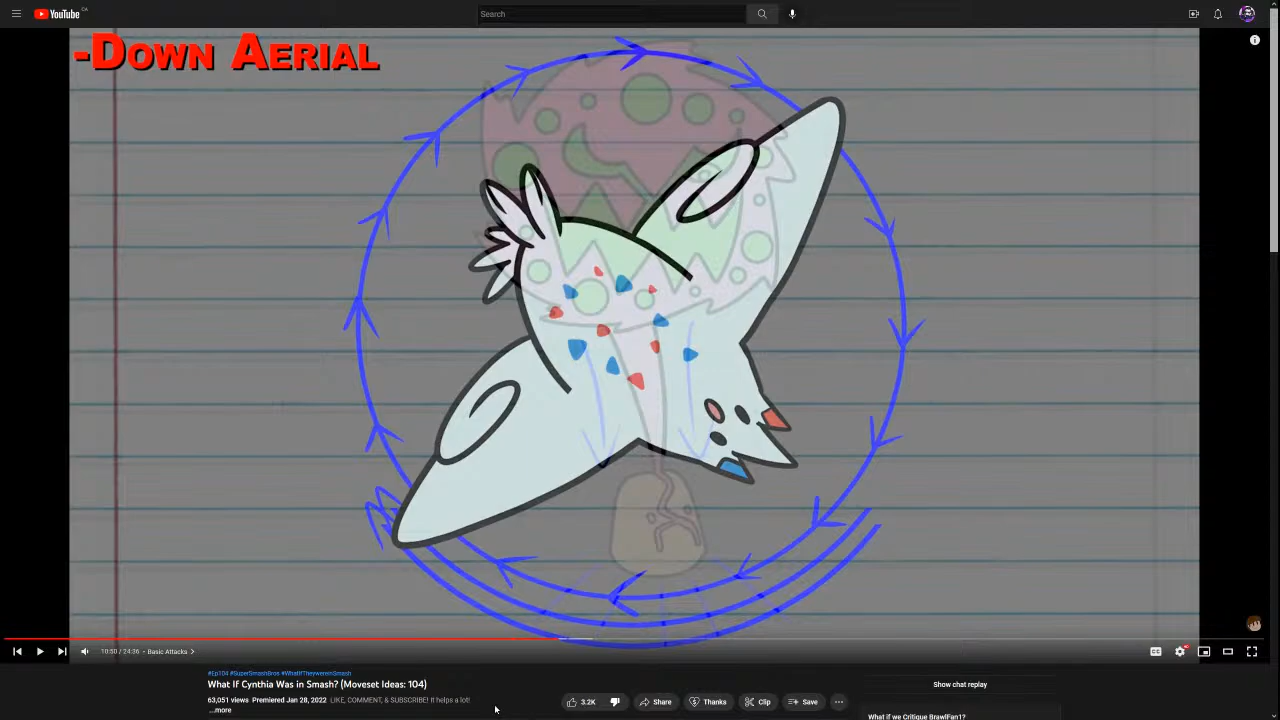 YouTube CA
Search
-DOWN AERIAL
10:50 / 24:36 • Basic Attacks
CC
#Ep104 #SuperSmashBros #WhatIfTheywereinSmash
What If Cynthia Was in Smash? (Moveset Ideas: 104)
63,051 views Premiered Jan 28, 2022 LIKE, COMMENT, & SUBSCRIBE! It helps a lot!
...more
3.2K
Share
Thanks
Clip
Save
Show chat replay
What if we Critique BrawlFan1?